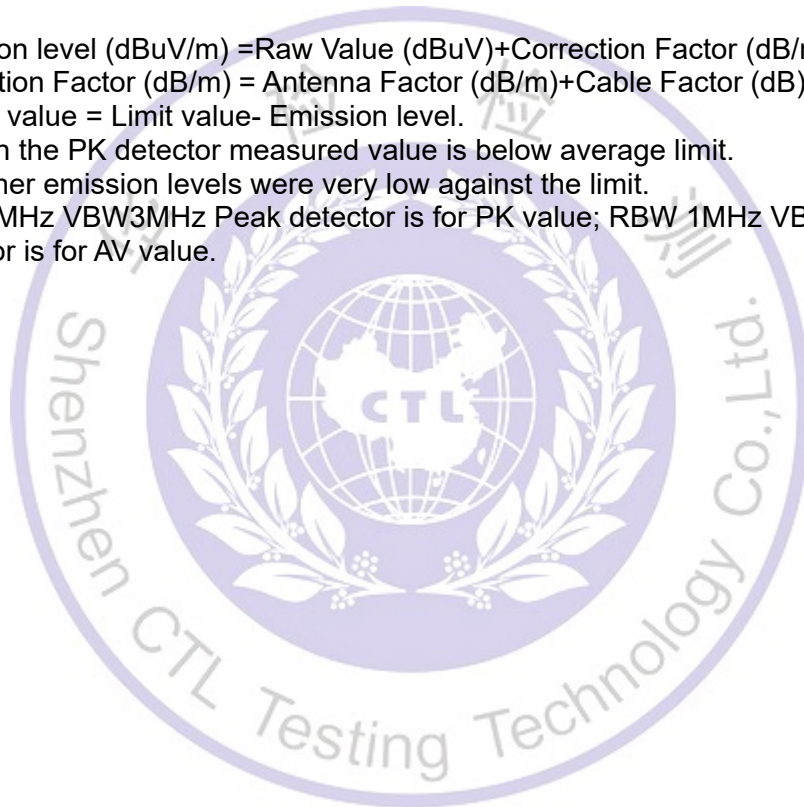 on level (dBuV/m) =Raw Value (dBuV)+Correction Factor (dB/m
tion Factor (dB/m) = Antenna Factor (dB/m)+Cable Factor (dB)
value = Limit value- Emission level.
n the PK detector measured value is below average limit.
ner emission levels were very low against the limit.
MHz VBW3MHz Peak detector is for PK value; RBW 1MHz VB
or is for AV value.
检
测
CTL
Shenzhen CTL Testing Technology Co., Ltd.